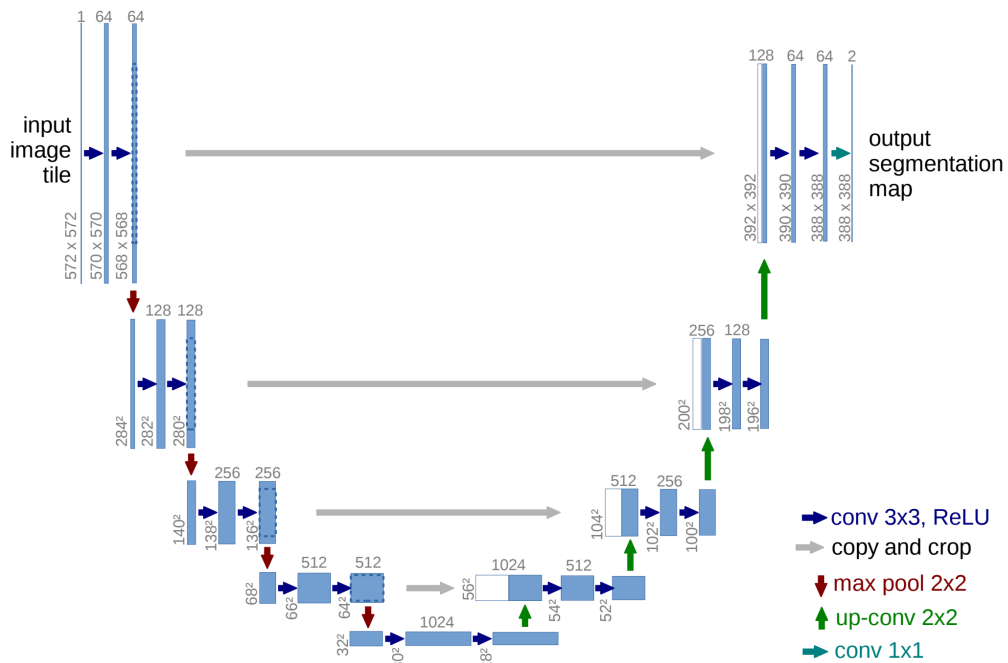 1 64 64
128 64 64 2
input
image
tile
output
segmentation
map
572 x 572
570 x 570
568 x 568
392 x 392
390 x 390
388 x 388
388 x 388
128 128
256 128
284²
282²
280²
200²
198²
196²
256 256
512 256
140²
138²
136²
104²
102²
100²
512 512
1024 512
68²
66²
64²
56²
54²
52²
1024
32²
conv 3x3, ReLU
copy and crop
max pool 2x2
up-conv 2x2
conv 1x1